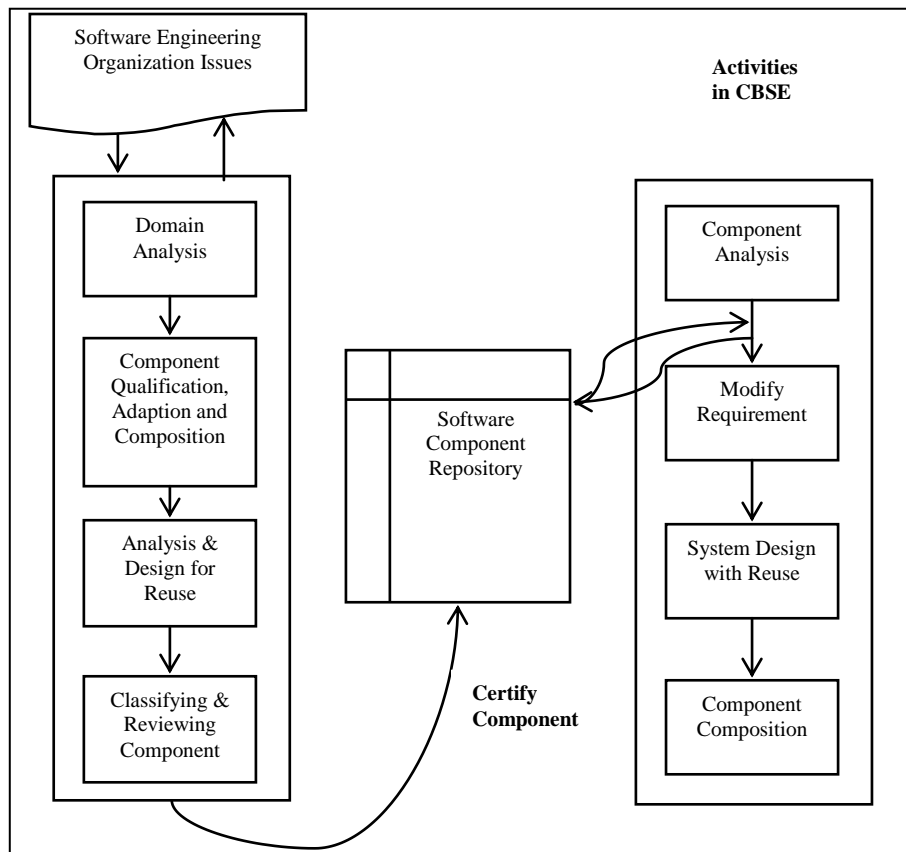 Software Engineering
Organization Issues
Activities
in CBSE
Domain
Analysis
Component
Qualification,
Adaption and
Composition
Analysis &
Design for
Reuse
Classifying &
Reviewing
Component
Software
Component
Repository
Certify
Component
Component
Analysis
Modify
Requirement
System Design
with Reuse
Component
Composition